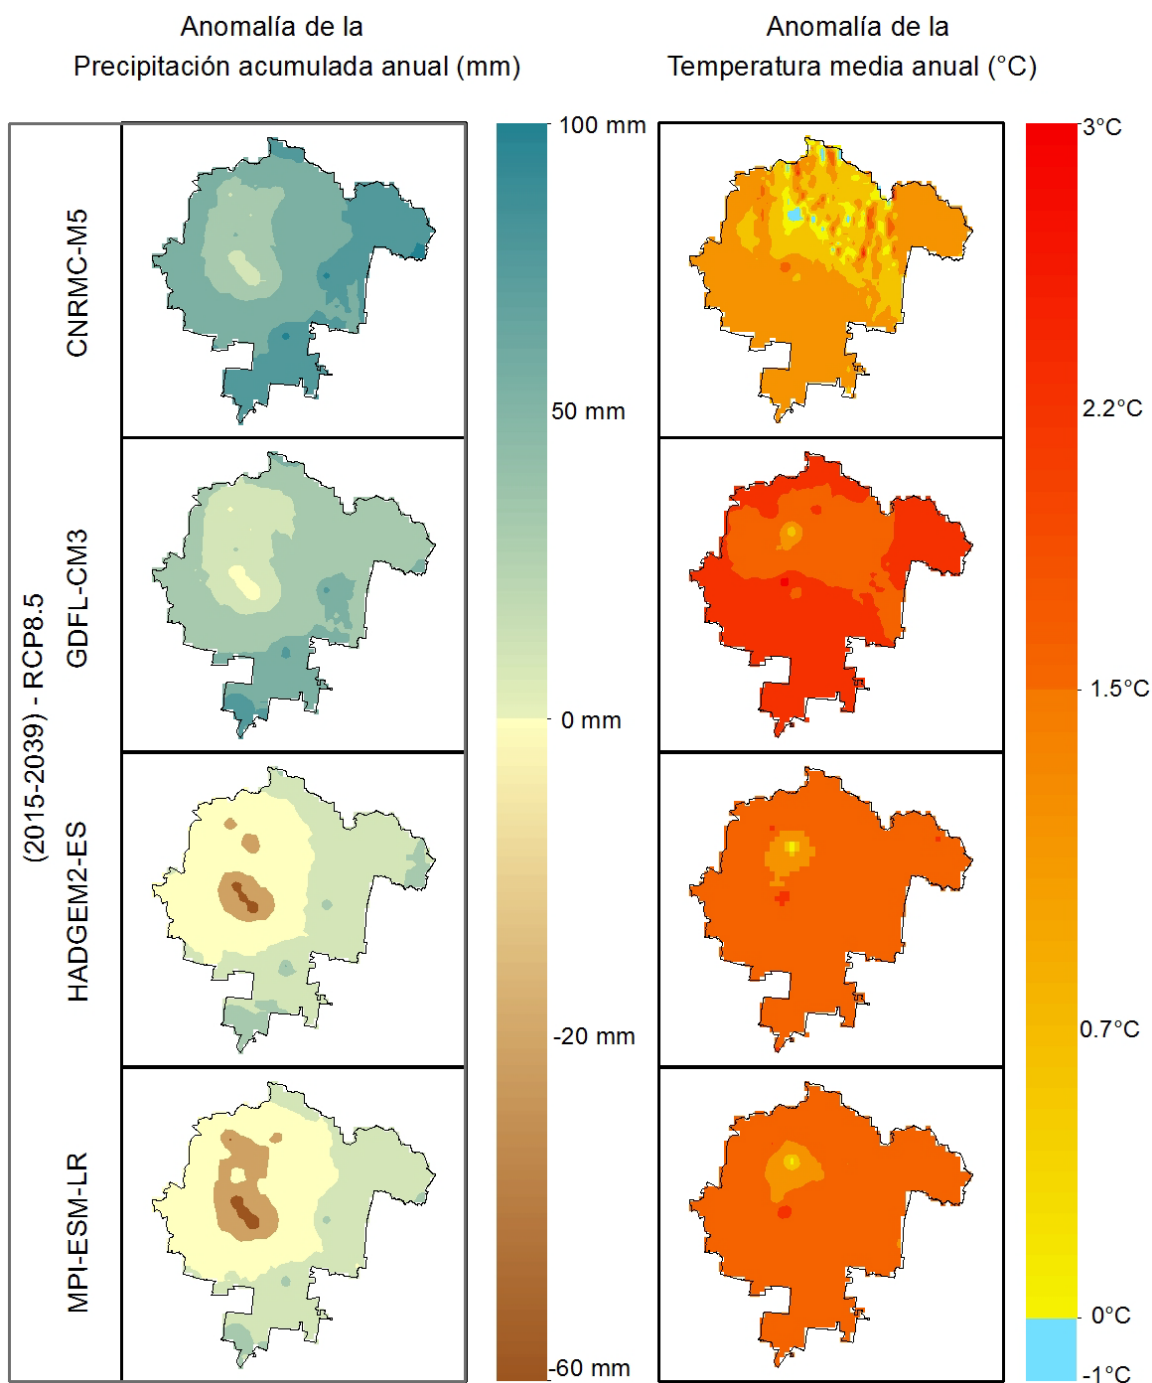 Anomalía de la
Precipitación acumulada anual (mm)
Anomalía de la
Temperatura media anual (°C)
(2015-2039) - RCP8.5
CNRMC-M5
GDFL-CM3
HADGEM2-ES
MPI-ESM-LR
100 mm
50 mm
0 mm
-20 mm
-60 mm
3°C
2.2°C
1.5°C
0.7°C
0°C
-1°C